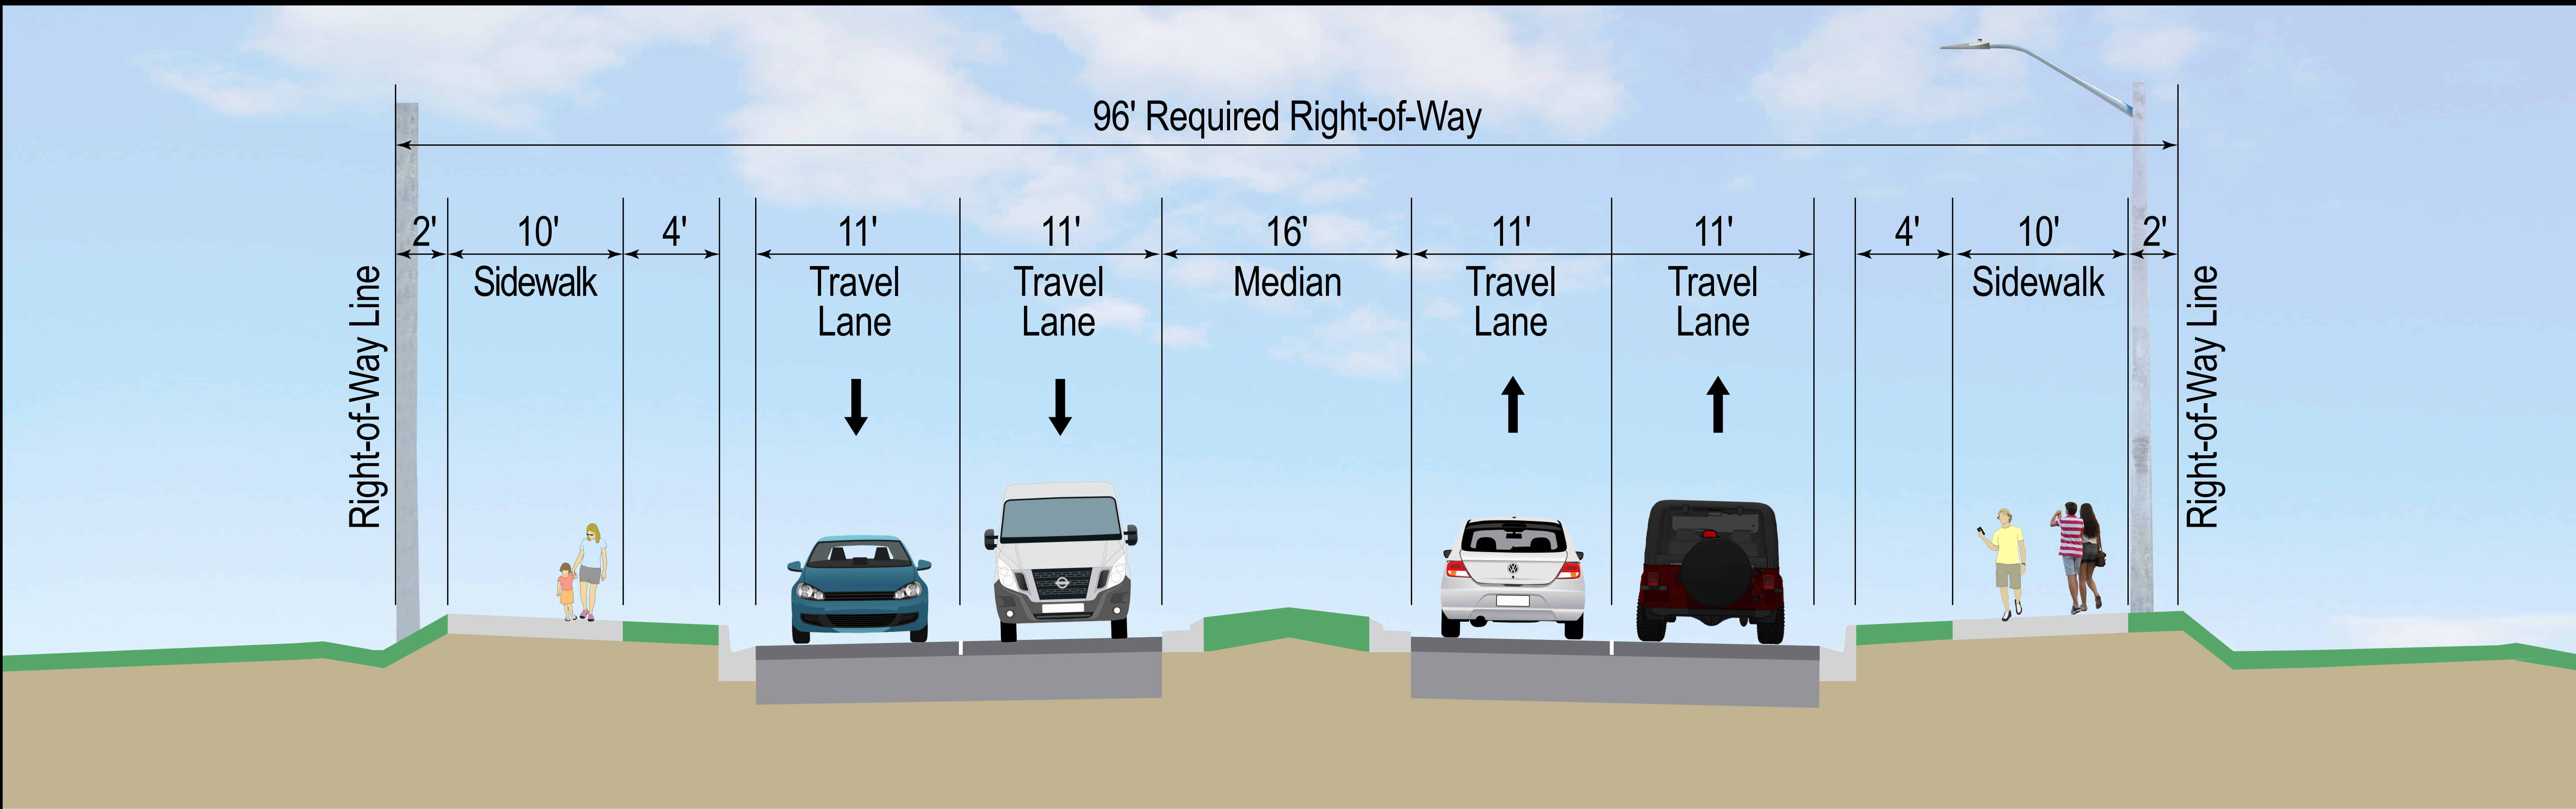 96' Required Right-of-Way
2'
10'
4'
11'
11'
16'
11'
11'
4'
10'
2'
Sidewalk
Travel
Lane
Travel
Lane
Median
Travel
Lane
Travel
Lane
Sidewalk
Right-of-Way Line
Right-of-Way Line